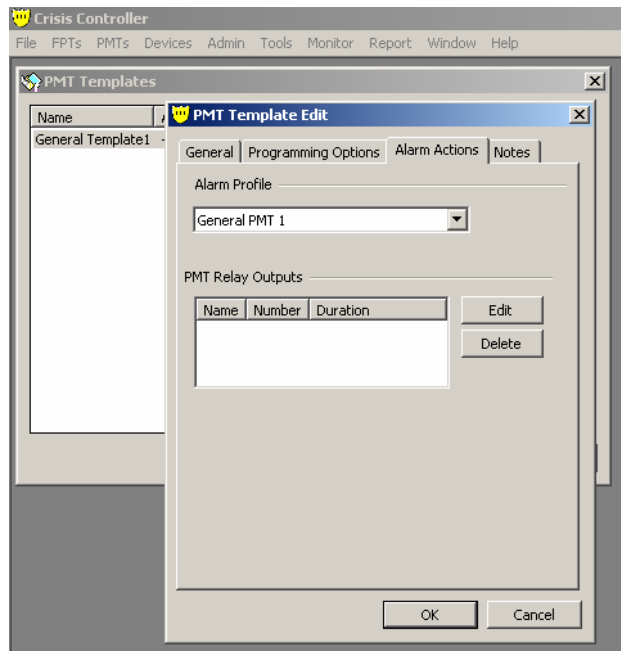 Crisis Controller
File FPTs PMTs Devices Admin Tools Monitor Report Window Help
PMT Templates
Name
General Template1
PMT Template Edit
General Programming Options Alarm Actions Notes
Alarm Profile
General PMT 1
PMT Relay Outputs
Name Number Duration
Edit
Delete
OK Cancel